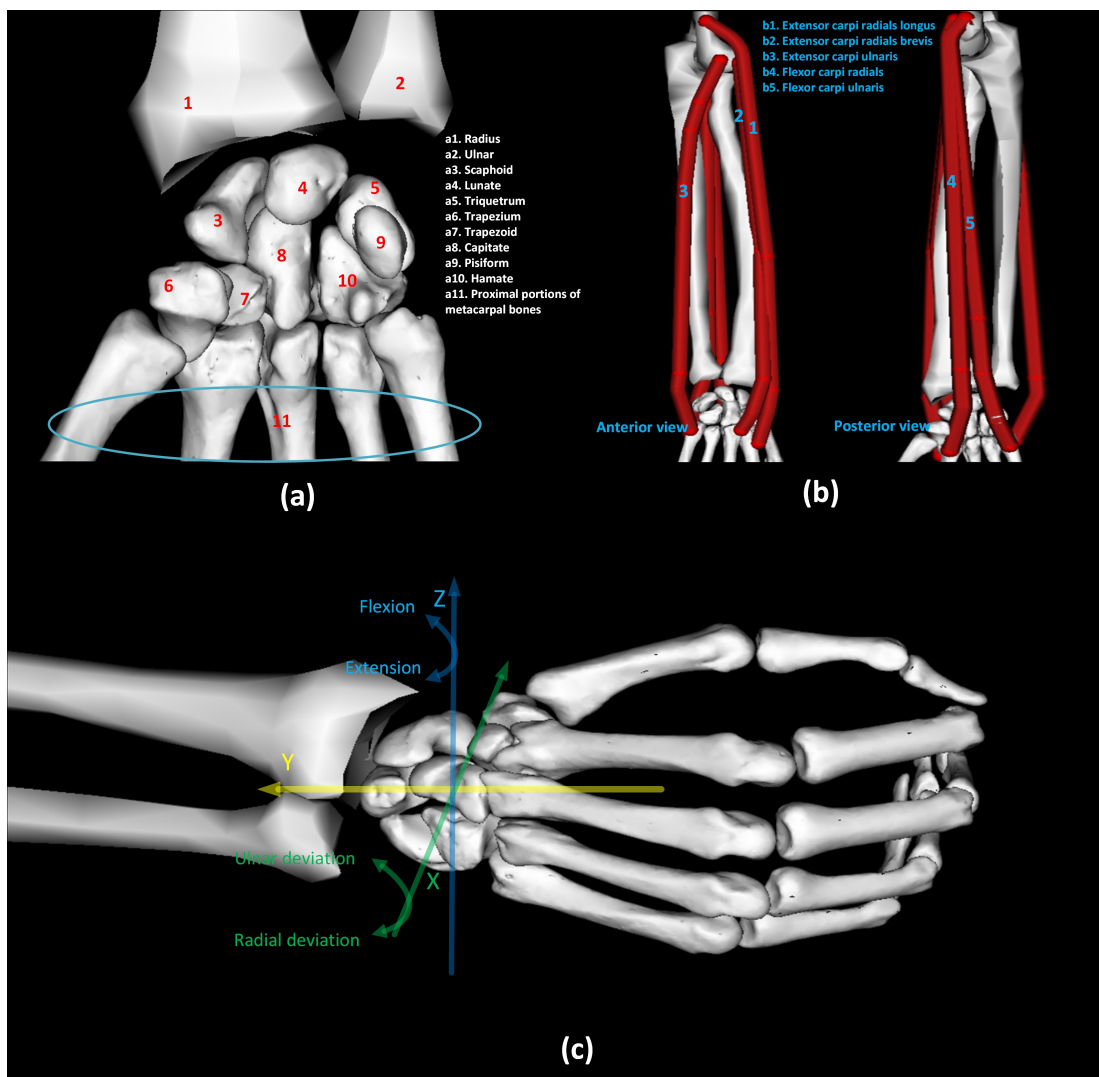 1
2
3
4
5
6
7
8
9
10
11
a1. Radius
a2. Ulnar
a3. Scaphoid
a4. Lunate
a5. Triquetrum
a6. Trapezium
a7. Trapezoid
a8. Capitate
a9. Pisiform
a10. Hamate
a11. Proximal portions of
metacarpal bones
(a)
b1. Extensor carpi radials longus
b2. Extensor carpi radials brevis
b3. Extensor carpi ulnaris
b4. Flexor carpi radials
b5. Flexor carpi ulnaris
2
1
3
4
5
Anterior view
Posterior view
(b)
Z
Flexion
Extension
Y
Ulnar deviation
X
Radial deviation
(c)